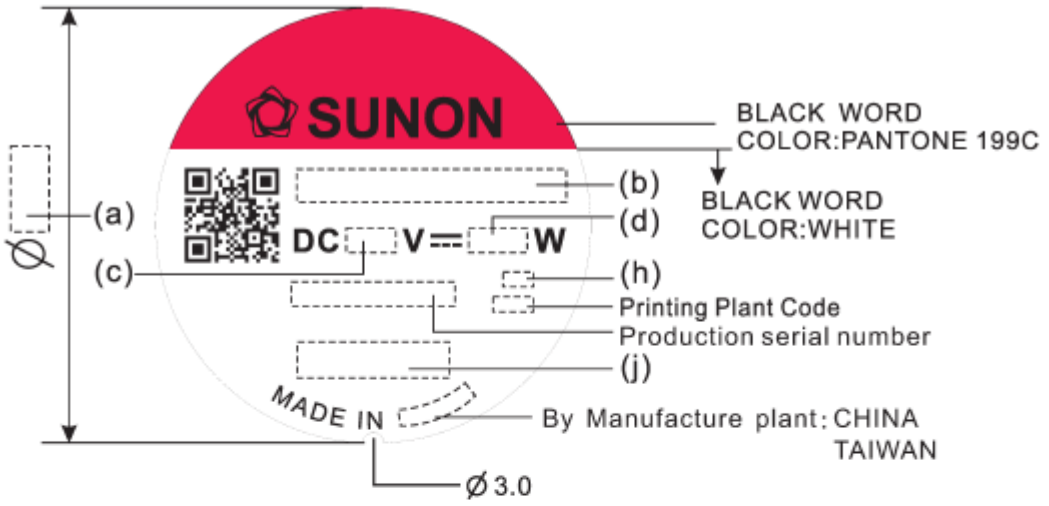 SUNON
BLACK WORD
COLOR:PANTONE 199C
(b)
BLACK WORD
COLOR:WHITE
(a)
(d)
DC V W
(c)
(h)
Printing Plant Code
Production serial number
(j)
MADE IN
By Manufacture plant: CHINA
TAIWAN
Ø
Ø 3.0